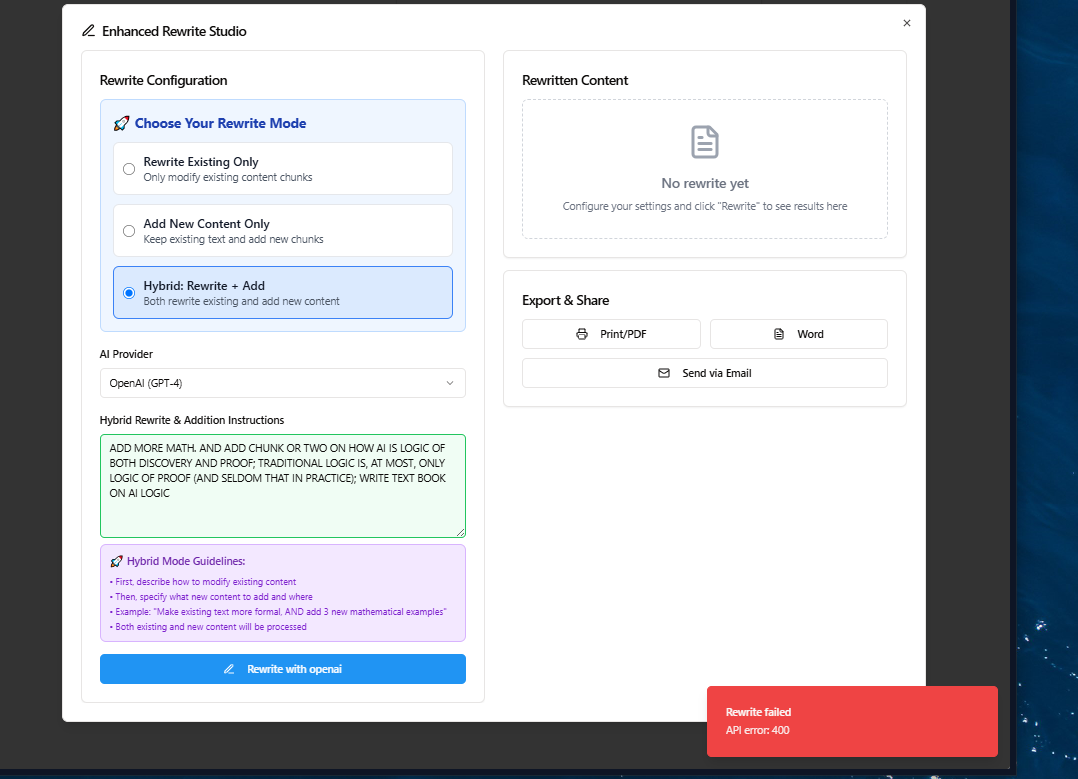 Enhanced Rewrite Studio
Rewrite Configuration
🚀 Choose Your Rewrite Mode
Rewrite Existing Only
Only modify existing content chunks
Add New Content Only
Keep existing text and add new chunks
Hybrid: Rewrite + Add
Both rewrite existing and add new content
AI Provider
OpenAI (GPT-4)
Hybrid Rewrite & Addition Instructions
ADD MORE MATH. AND ADD CHUNK OR TWO ON HOW AI IS LOGIC OF
BOTH DISCOVERY AND PROOF; TRADITIONAL LOGIC IS, AT MOST, ONLY
LOGIC OF PROOF (AND SELDOM THAT IN PRACTICE); WRITE TEXT BOOK
ON AI LOGIC
🚀 Hybrid Mode Guidelines:
• First, describe how to modify existing content
• Then, specify what new content to add and where
• Example: "Make existing text more formal, AND add 3 new mathematical examples"
• Both existing and new content will be processed
Rewrite with openai
Rewritten Content
No rewrite yet
Configure your settings and click "Rewrite" to see results here
Export & Share
Print/PDF
Word
Send via Email
Rewrite failed
API error: 400